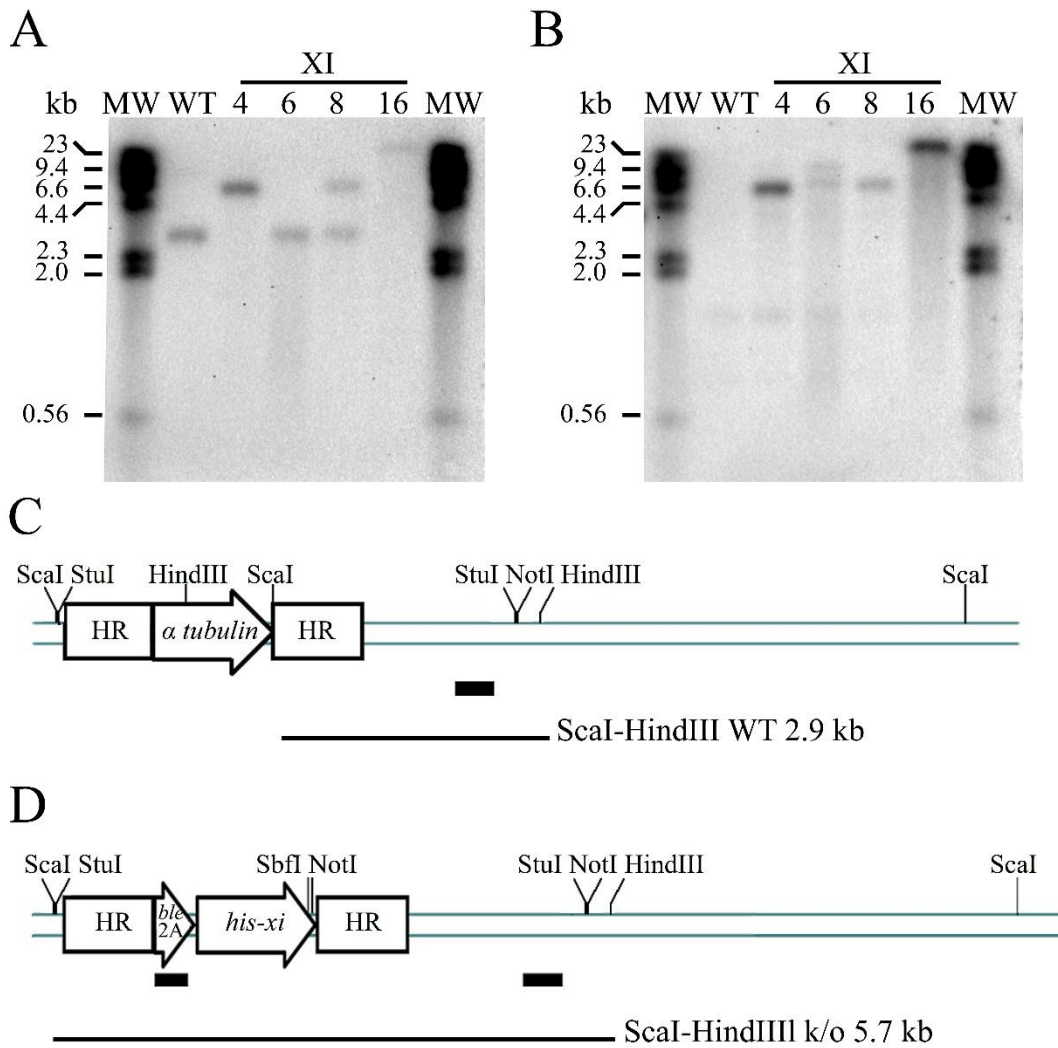 A
XI
kb MW WT 4 6 8 16 MW
23
9.4
6.6
4.4
2.3
2.0
0.56
B
XI
kb MW WT 4 6 8 16 MW
23
9.4
6.6
4.4
2.3
2.0
0.56
C
ScaI StuI HindIII ScaI StuI NotI HindIII ScaI
HR α tubulin HR
ScaI-HindIII WT 2.9 kb
D
ScaI StuI SbfI NotI StuI NotI HindIII ScaI
HR ble 2A his-xi HR
ScaI-HindIIIl k/o 5.7 kb